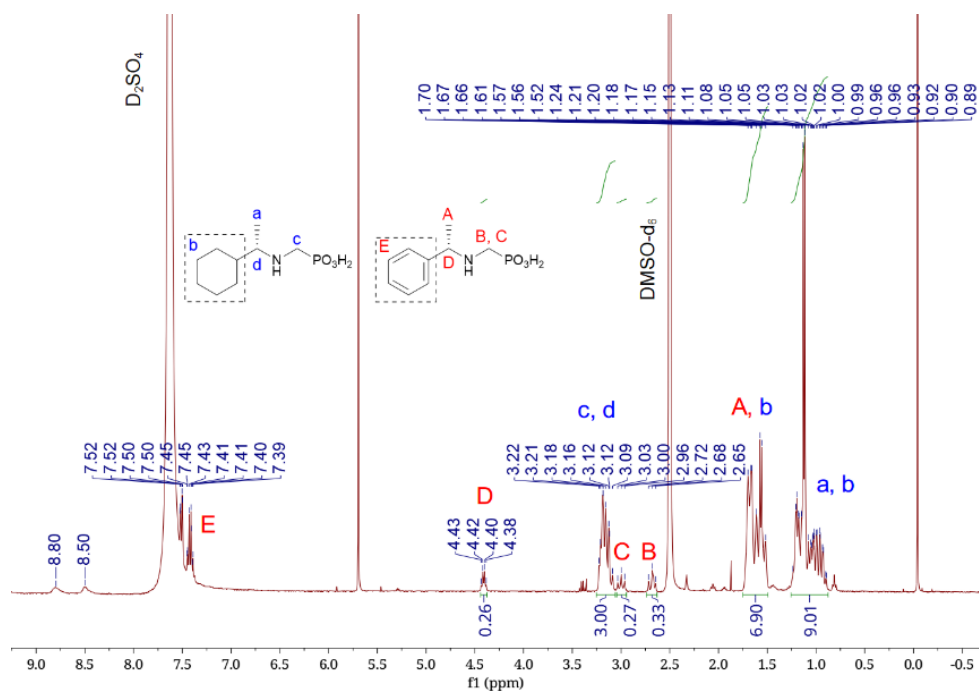 D₂SO₄
1.70
1.67
1.66
1.61
1.57
1.56
1.52
1.24
1.21
1.20
1.18
1.17
1.15
1.13
1.11
1.08
1.05
1.05
1.03
1.03
1.02
1.02
1.00
0.99
0.96
0.96
0.93
0.92
0.90
0.89
a
b
c
d
N
H
PO₃H₂
A
E
B, C
D
N
H
PO₃H₂
DMSO-d₆
8.80
8.50
7.52
7.52
7.50
7.50
7.45
7.45
7.43
7.41
7.41
7.40
7.39
E
D
4.43
4.42
4.40
4.38
c, d
3.22
3.21
3.18
3.16
3.12
3.12
3.09
3.03
3.00
2.96
2.72
2.68
2.65
C
B
A, b
a, b
0.26
3.00
0.27
0.33
6.90
9.01
9.0 8.5 8.0 7.5 7.0 6.5 6.0 5.5 5.0 4.5 4.0 3.5 3.0 2.5 2.0 1.5 1.0 0.5 0.0 -0.5
f1 (ppm)